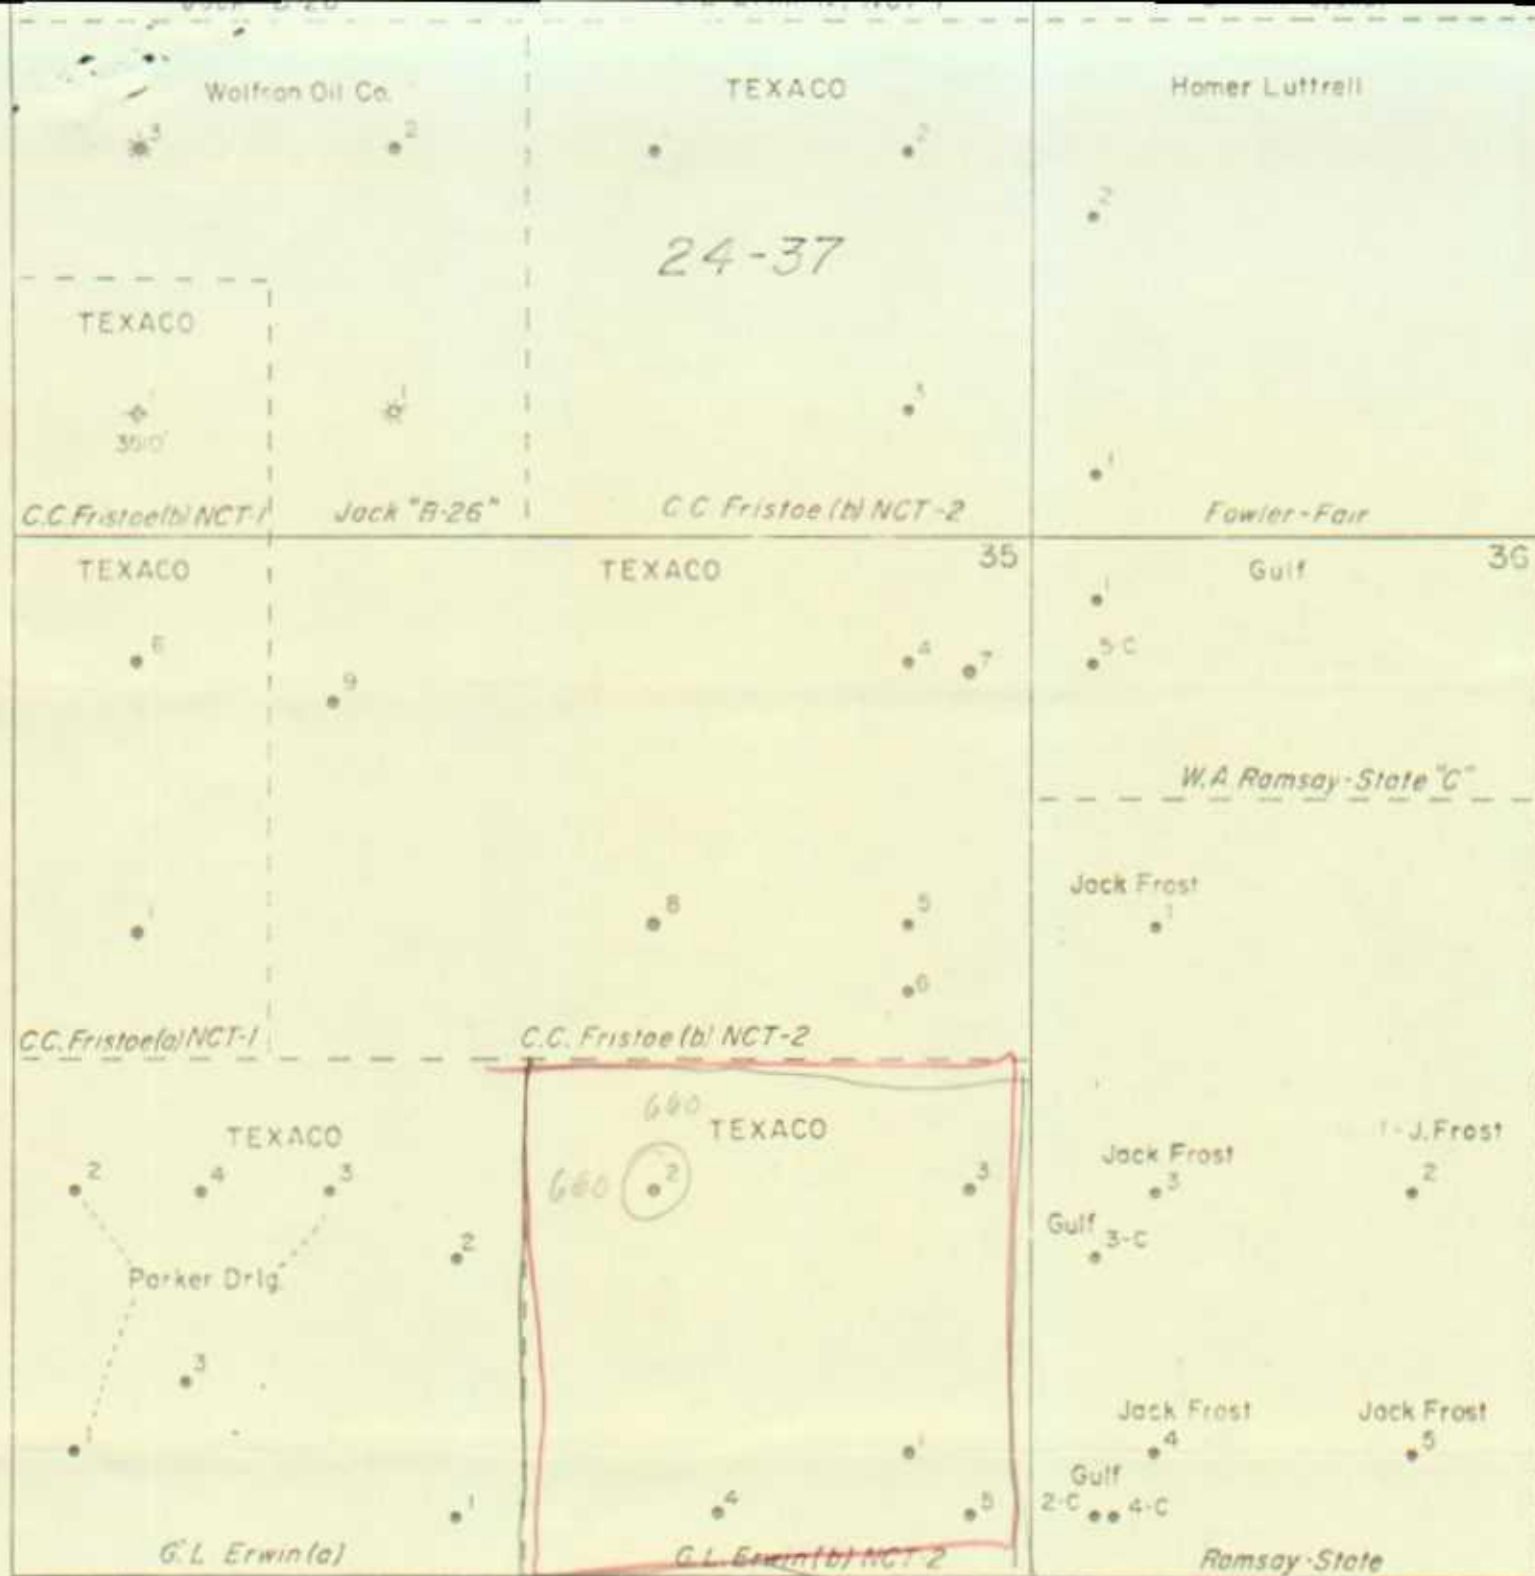 Wolfson Oil Co.
TEXACO
Homer Luttrell
3
2
2
2
24-37
TEXACO
1
1
3
1
C.C. Fristoe(b) NCT-1
Jack "B-26"
C.C. Fristoe (b) NCT-2
Fowler-Fair
TEXACO
TEXACO
35
Gulf
36
1
6
9
4
7
5-C
W.A. Ramsay-State "C"
Jack Frost
1
1
8
5
6
C.C. Fristoe(a) NCT-1
C.C. Fristoe (b) NCT-2
660
TEXACO
TEXACO
J. Frost
Jack Frost
2
4
3
660
2
3
3
2
Gulf
3-C
2
Parker Drlg.
3
Jack Frost
Jack Frost
1
1
4
5
Gulf
1
4
5
2-C
4-C
G.L. Erwin (a)
G.L. Erwin (b) NCT-2
Ramsay-State